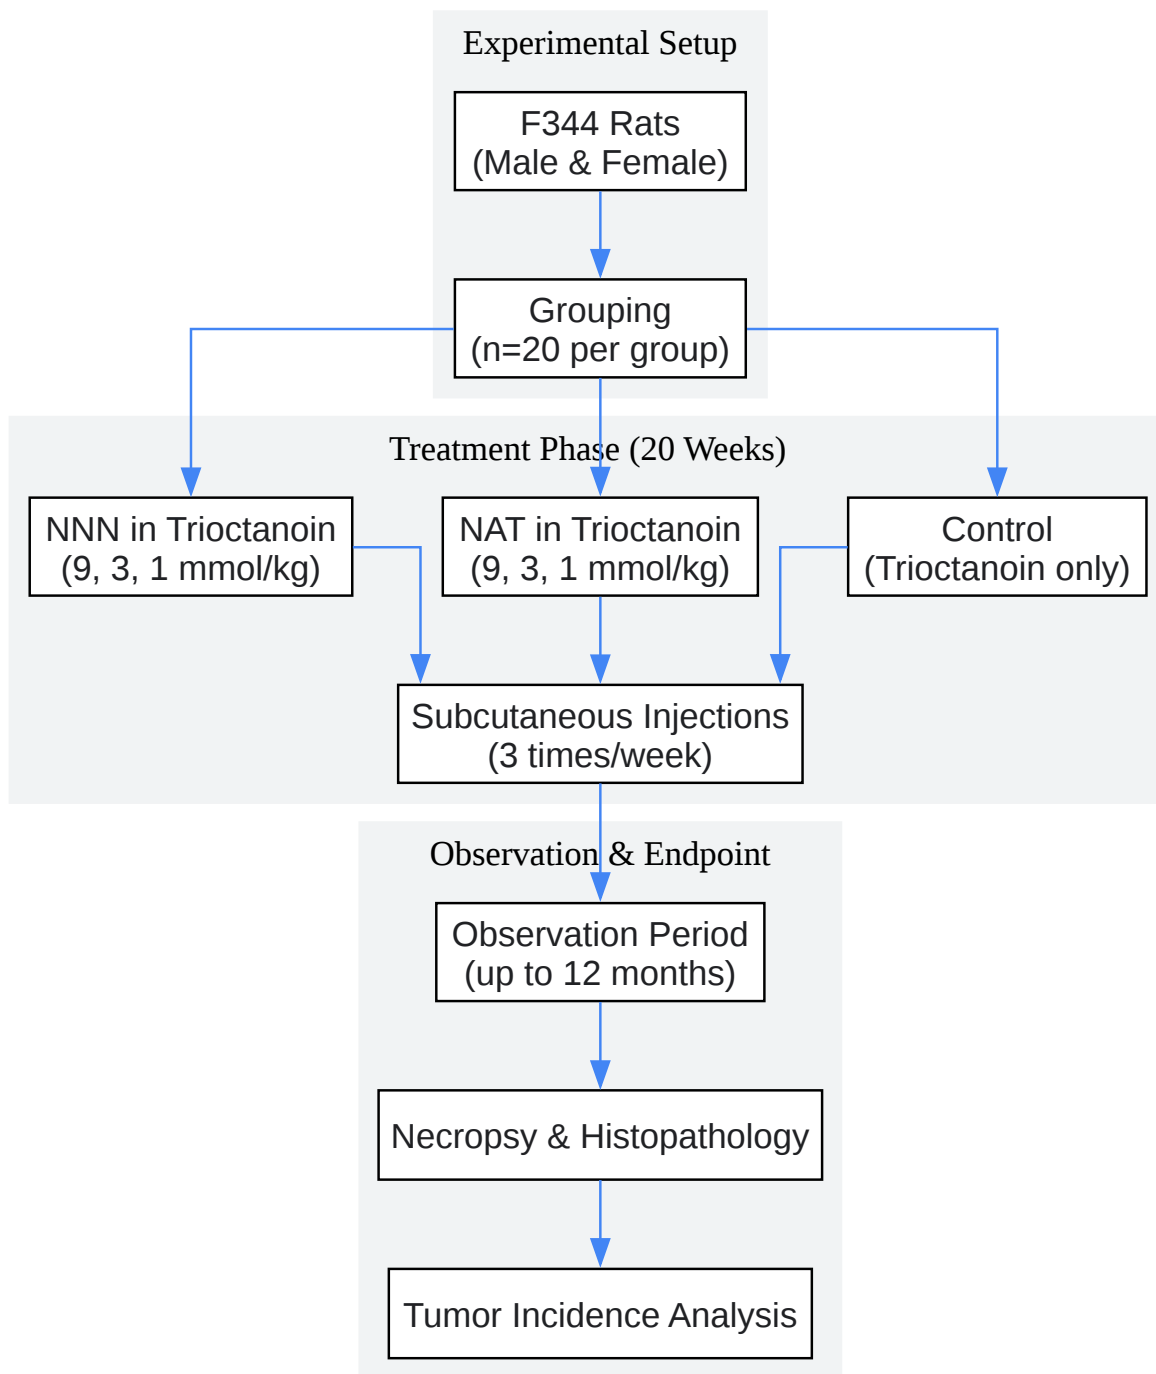 Experimental Setup
F344 Rats
(Male & Female)
Grouping
(n=20 per group)
Treatment Phase (20 Weeks)
NNN in Trioctanoin
(9, 3, 1 mmol/kg)
NAT in Trioctanoin
(9, 3, 1 mmol/kg)
Control
(Trioctanoin only)
Subcutaneous Injections
(3 times/week)
Observation & Endpoint
Observation Period
(up to 12 months)
Necropsy & Histopathology
Tumor Incidence Analysis